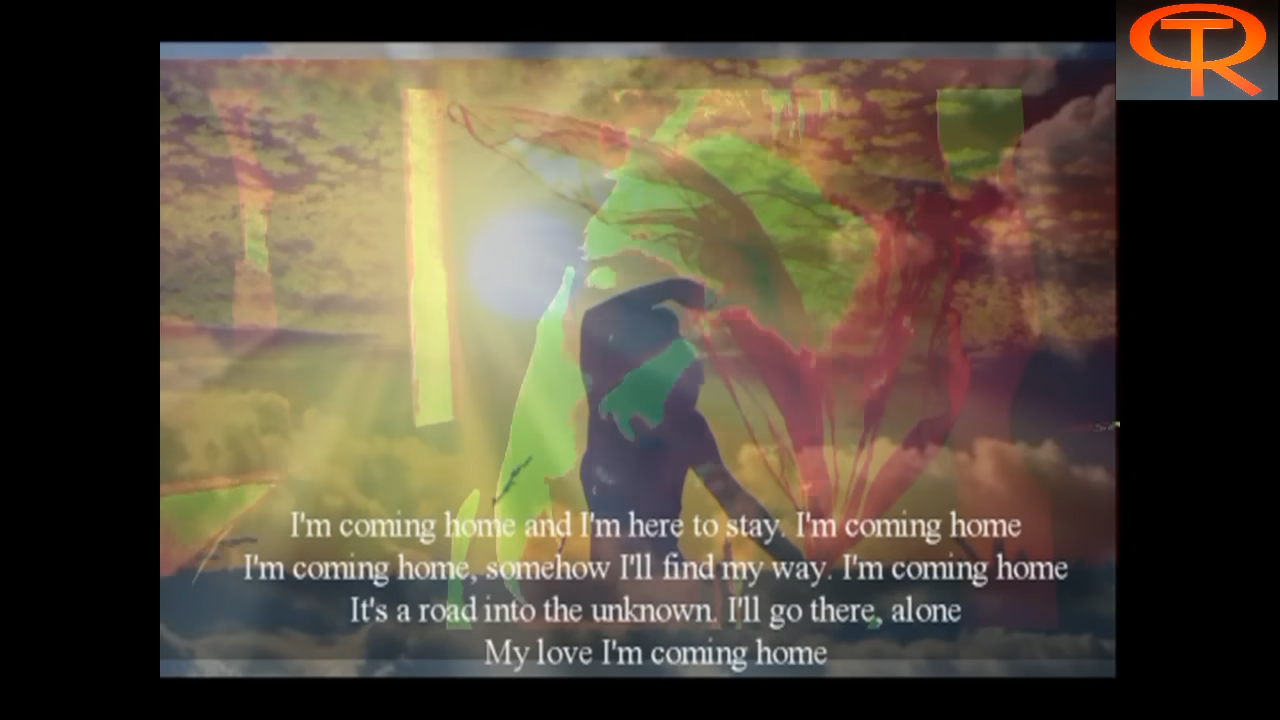 I'm coming home and I'm here to stay. I'm coming home
I'm coming home, somehow I'll find my way. I'm coming home
It's a road into the unknown. I'll go there, alone
My love I'm coming home